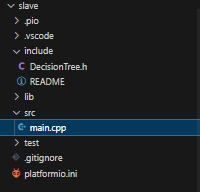 slave
.pio
.vscode
include
DecisionTree.h
README
lib
src
main.cpp
test
.gitignore
platformio.ini